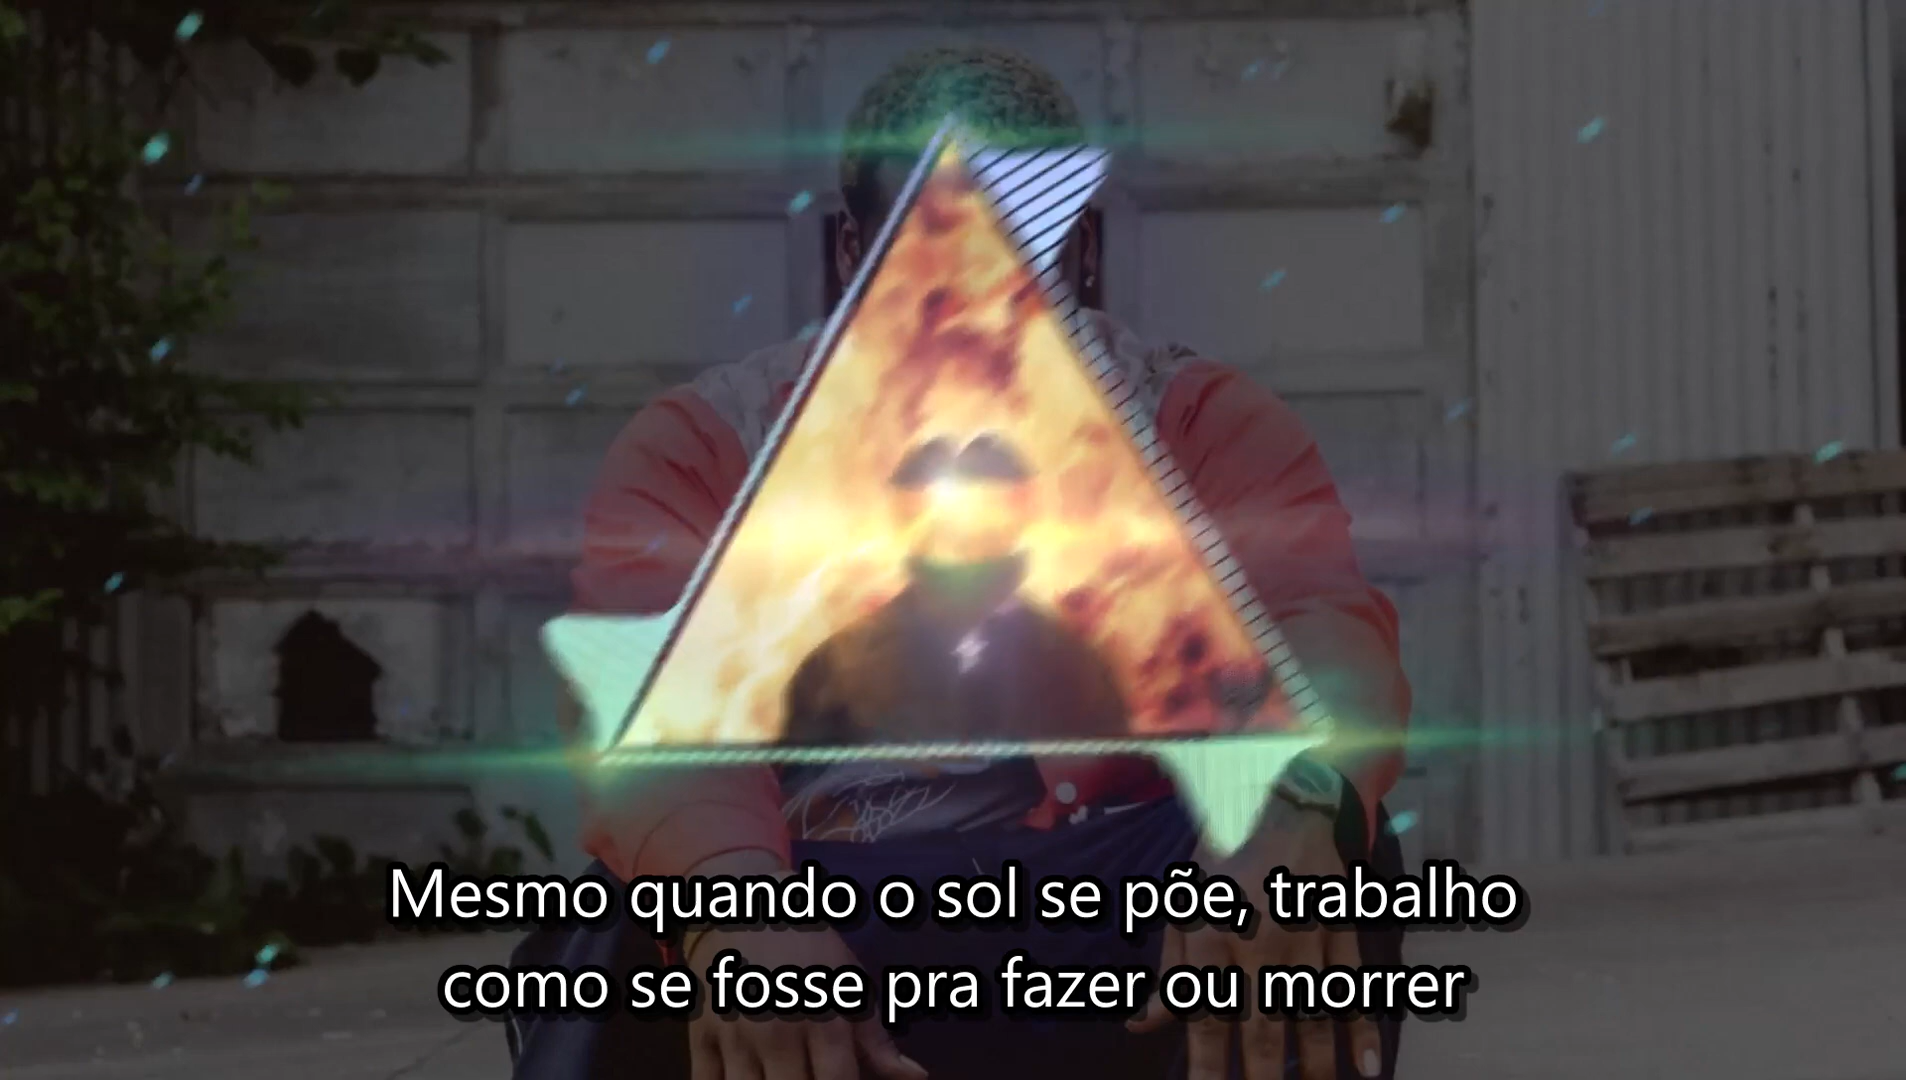 Mesmo quando o sol se põe, trabalho
como se fosse pra fazer ou morrer